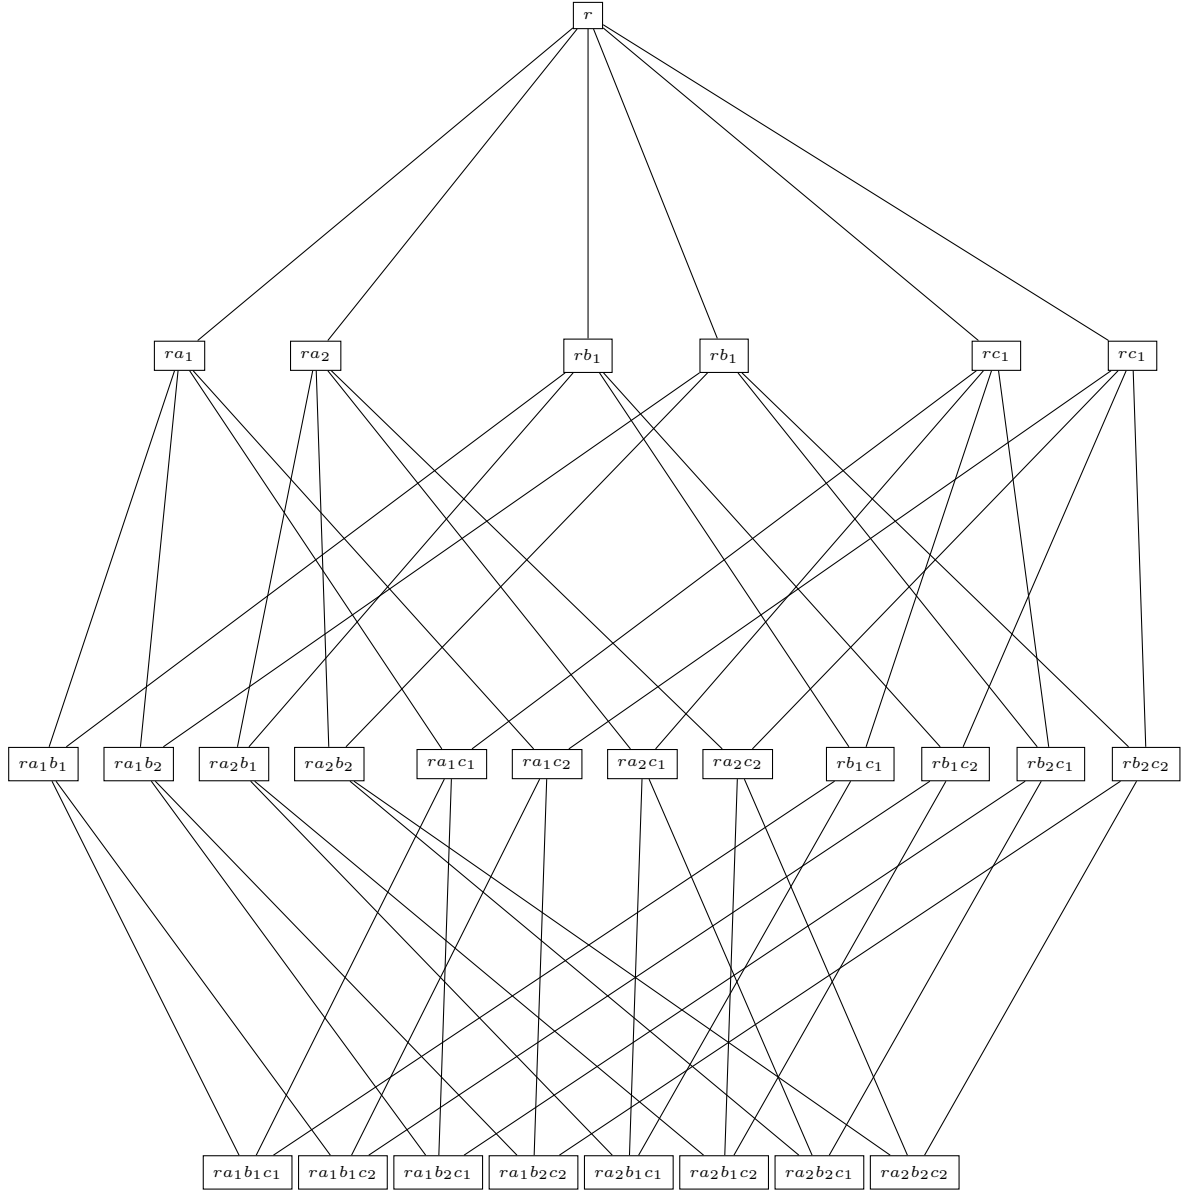 r
ra₁ ra₂ rb₁ rb₁ rc₁ rc₁
ra₁b₁ ra₁b₂ ra₂b₁ ra₂b₂ ra₁c₁ ra₁c₂ ra₂c₁ ra₂c₂ rb₁c₁ rb₁c₂ rb₂c₁ rb₂c₂
ra₁b₁c₁ ra₁b₁c₂ ra₁b₂c₁ ra₁b₂c₂ ra₂b₁c₁ ra₂b₁c₂ ra₂b₂c₁ ra₂b₂c₂